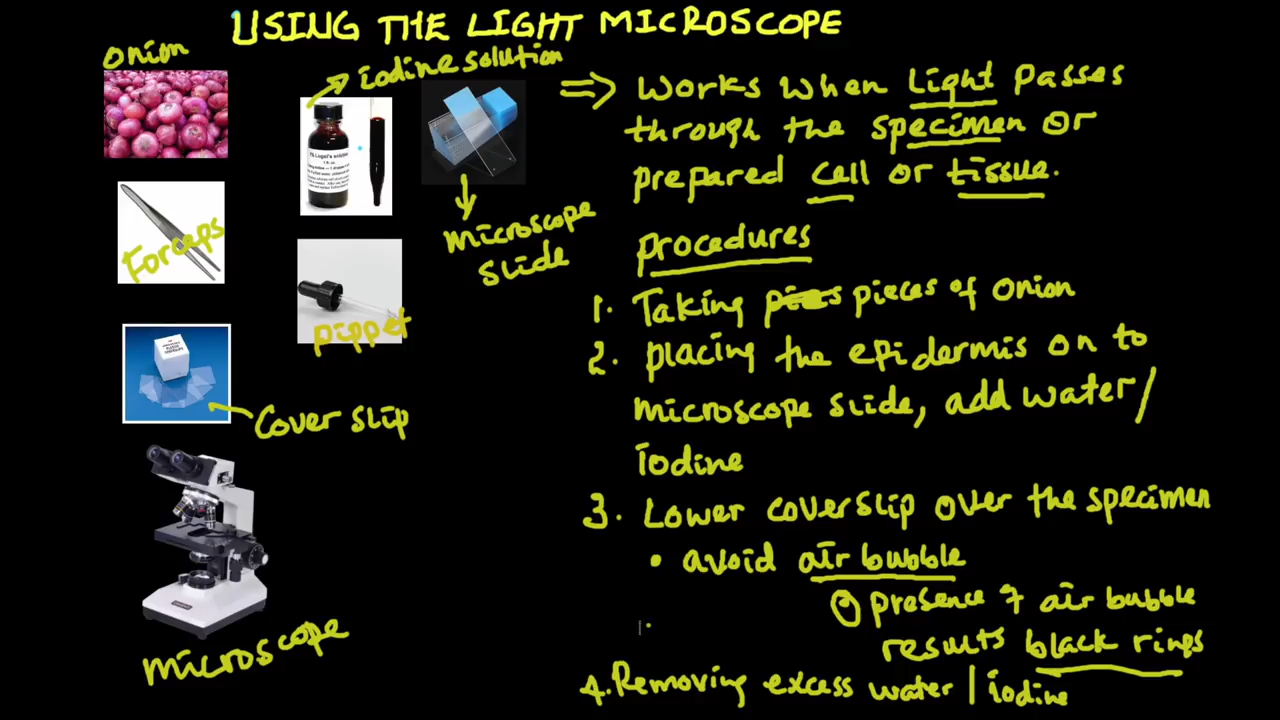 USING THE LIGHT MICROSCOPE
onion
iodine solution
Lugol's solution
Forceps
microscope
slide
pippet
cover slip
microscope
⇒ Works when Light passes
through the specimen or
prepared cell or tissue.
procedures
1. Taking pieces of onion
2. placing the epidermis on to
microscope slide, add water/
iodine
3. Lower coverslip over the specimen
• avoid air bubble
presence of air bubble
results black rings
4. Removing excess water / iodine